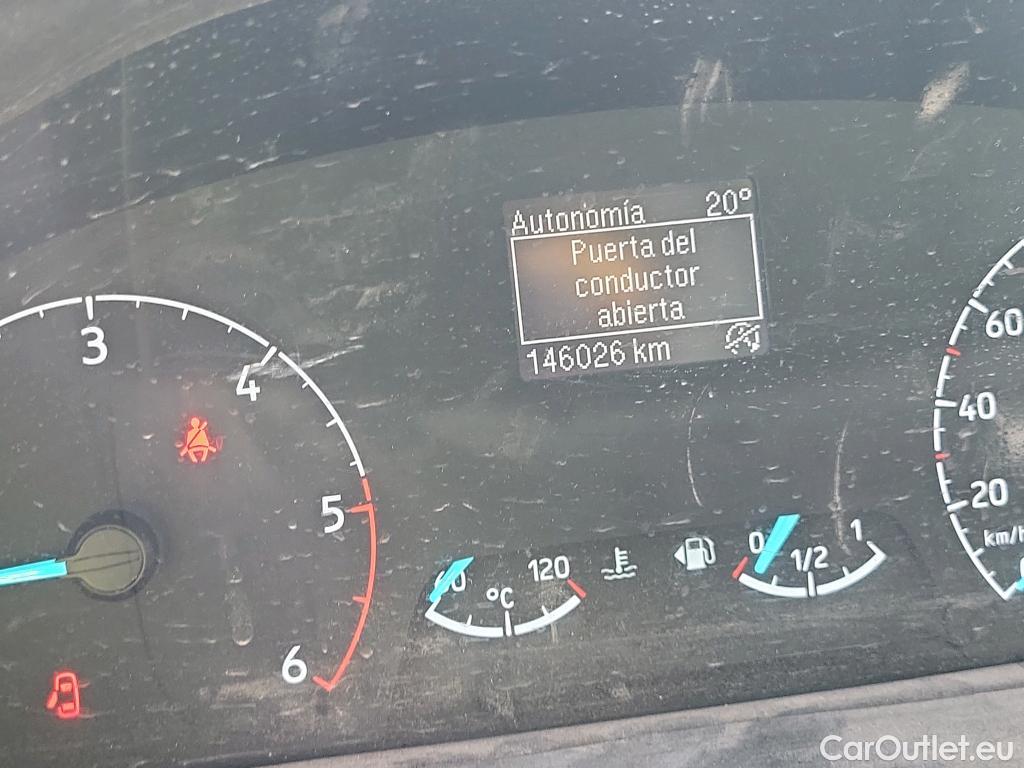 Autonomía 20°
Puerta del
conductor
abierta
146026 km
3
4
5
6
60
40
20
km/h
120
°C
0
1/2
1
CarOutlet.eu